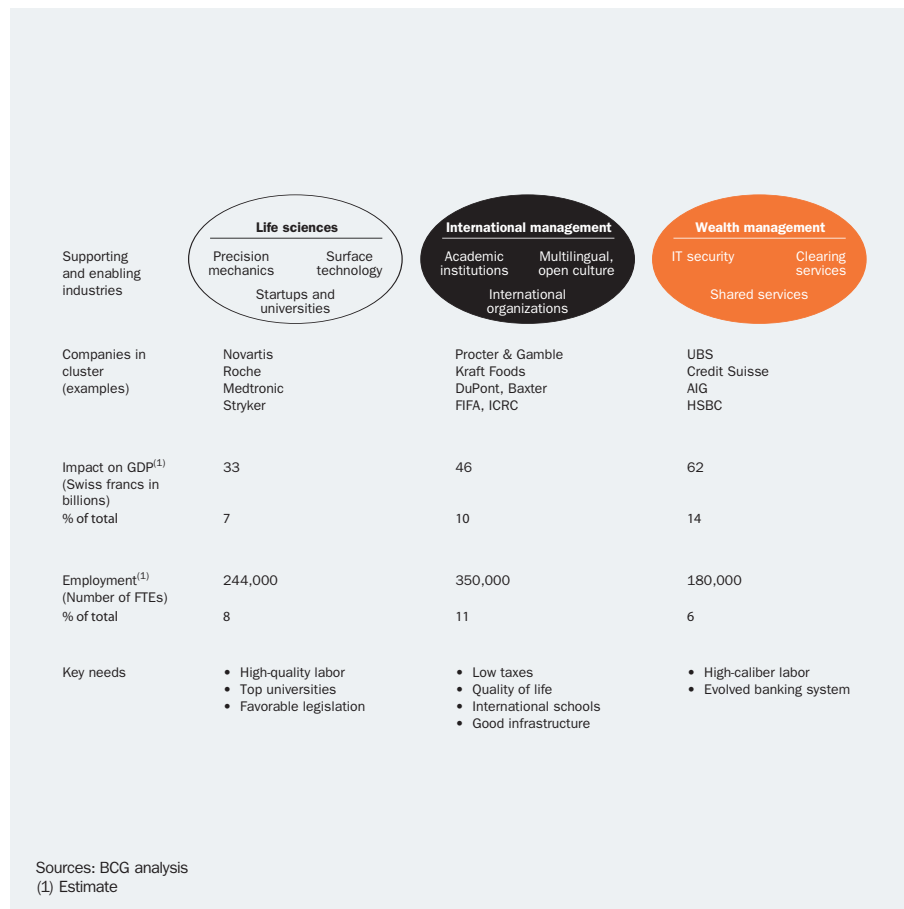 Life sciences
International management
Wealth management
Supporting
and enabling
industries
Precision
mechanics
Surface
technology
Startups and
universities
Academic
institutions
Multilingual,
open culture
International
organizations
IT security
Clearing
services
Shared services
Companies in
cluster
(examples)
Novartis
Roche
Medtronic
Stryker
Procter & Gamble
Kraft Foods
DuPont, Baxter
FIFA, ICRC
UBS
Credit Suisse
AIG
HSBC
Impact on GDP(1)
(Swiss francs in
billions)
33
46
62
% of total
7
10
14
Employment(1)
(Number of FTEs)
244,000
350,000
180,000
% of total
8
11
6
Key needs
• High-quality labor
• Top universities
• Favorable legislation
• Low taxes
• Quality of life
• International schools
• Good infrastructure
• High-caliber labor
• Evolved banking system
Sources: BCG analysis
(1) Estimate